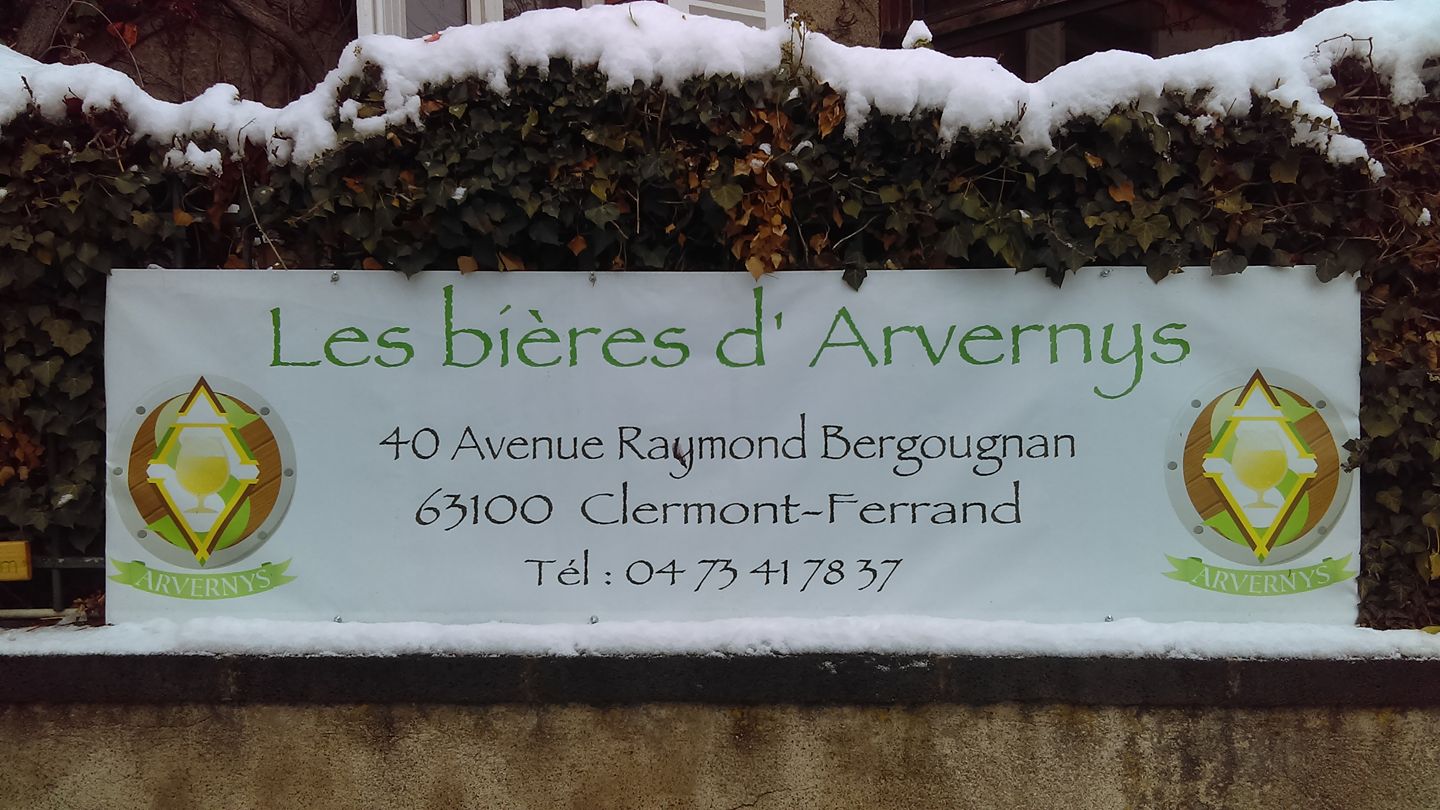 Les bières d' Arvernys
40 Avenue Raymond Bergougnan
63100 Clermont-Ferrand
Tél : 04 73 41 78 37
ARVERNYS
ARVERNYS